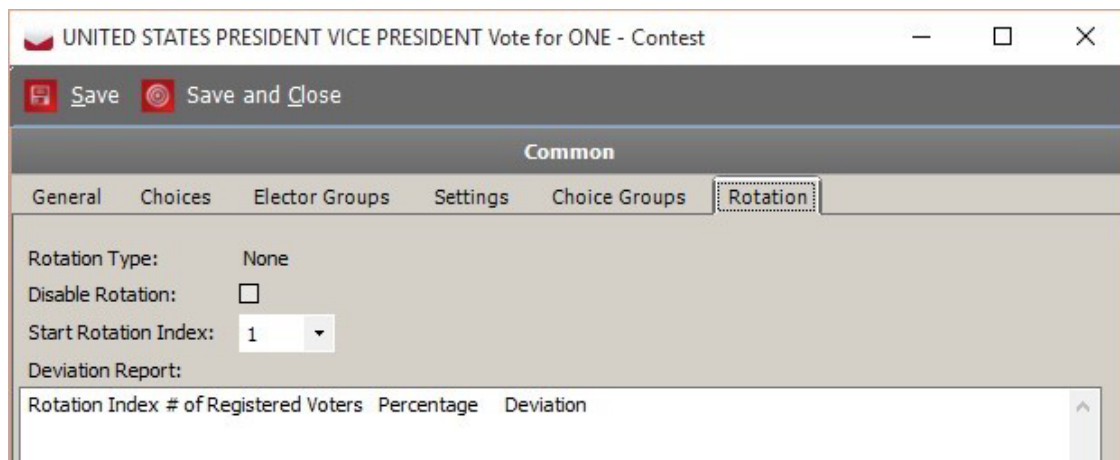 UNITED STATES PRESIDENT VICE PRESIDENT Vote for ONE - Contest
Save Save and Close
Common
General Choices Elector Groups Settings Choice Groups Rotation
Rotation Type: None
Disable Rotation:
Start Rotation Index: 1
Deviation Report:
Rotation Index # of Registered Voters Percentage Deviation